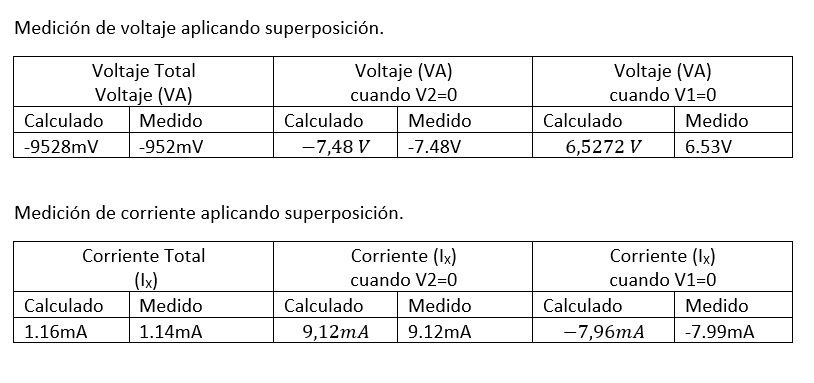 Medición de voltaje aplicando superposición.
Voltaje Total Voltaje (VA) Voltaje (VA)
Voltaje (VA) cuando V2=0 cuando V1=0
Calculado Medido Calculado Medido Calculado Medido
-9528mV -952mV −7,48 V -7.48V 6,5272 V 6.53V
Medición de corriente aplicando superposición.
Corriente Total Corriente (Ix) Corriente (Ix)
(Ix) cuando V2=0 cuando V1=0
Calculado Medido Calculado Medido Calculado Medido
1.16mA 1.14mA 9,12mA 9.12mA −7,96mA -7.99mA